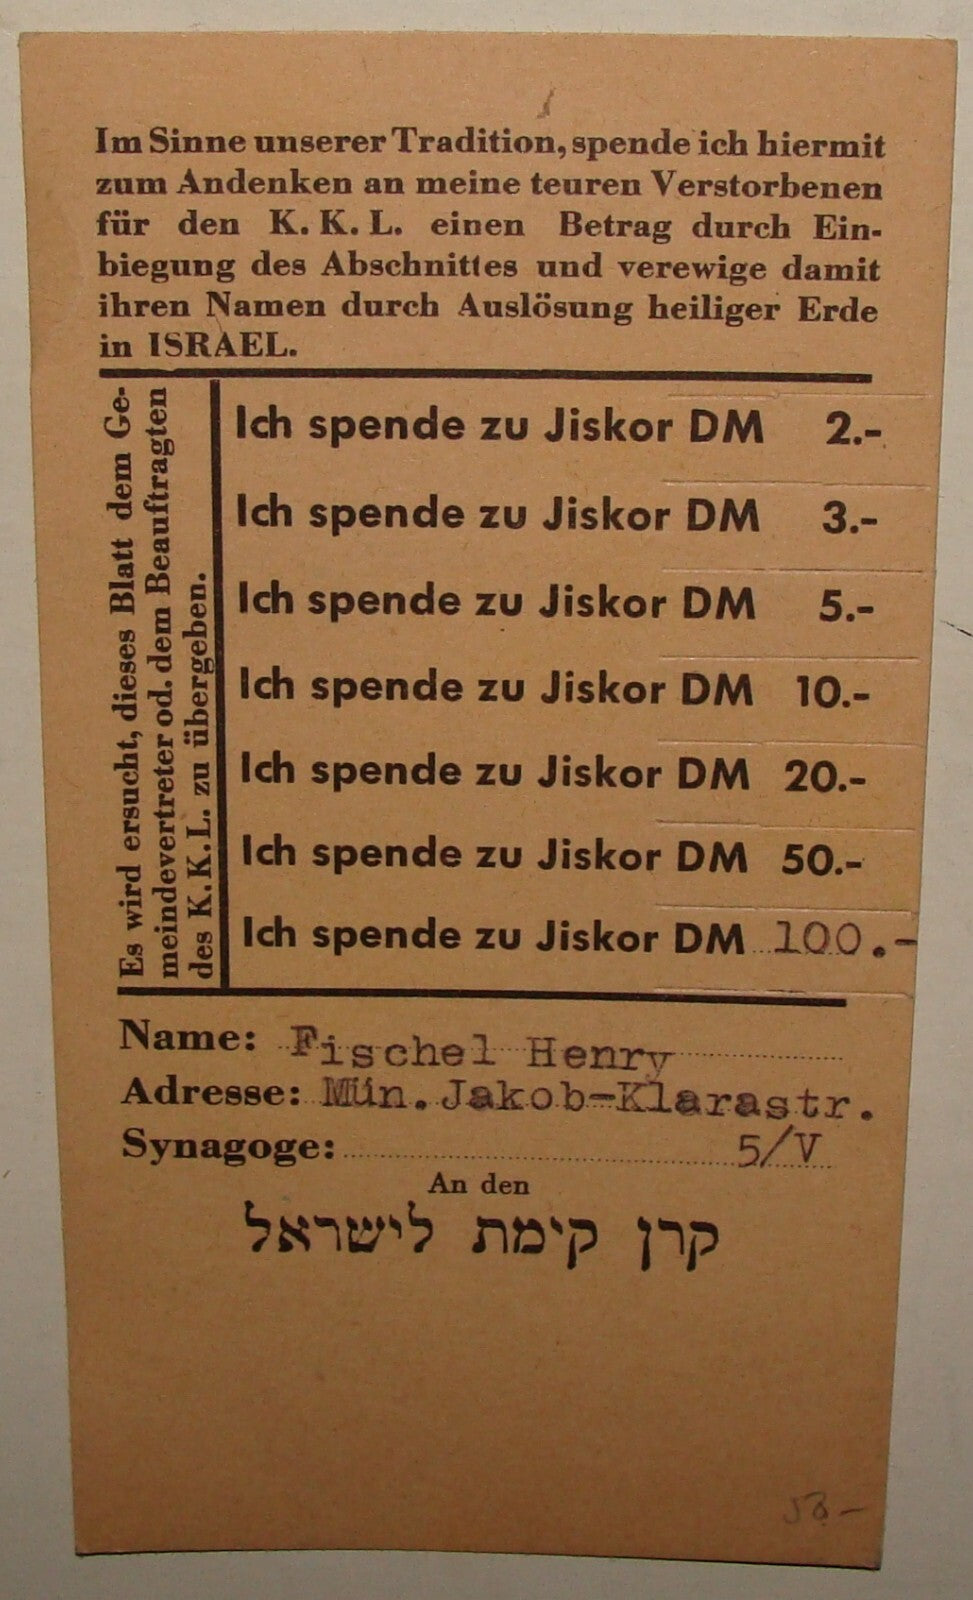 Im Sinne unserer Tradition, spende ich hiermit
zum Andenken an meine teuren Verstorbenen
für den K. K. L. einen Betrag durch Ein-
biegung des Abschnittes und verewige damit
ihren Namen durch Auslösung heiliger Erde
in ISRAEL.
Es wird ersucht, dieses Blatt dem Ge-
meindevertreter od. dem Beauftragten
des K.K.L. zu übergeben.
Ich spende zu Jiskor DM 2.-
Ich spende zu Jiskor DM 3.-
Ich spende zu Jiskor DM 5.-
Ich spende zu Jiskor DM 10.-
Ich spende zu Jiskor DM 20.-
Ich spende zu Jiskor DM 50.-
Ich spende zu Jiskor DM 100.-
Name: Fischel Henry
Adresse: Mün. Jakob-Klarastr.
Synagoge: 5/V
An den
קרן קימת לישראל